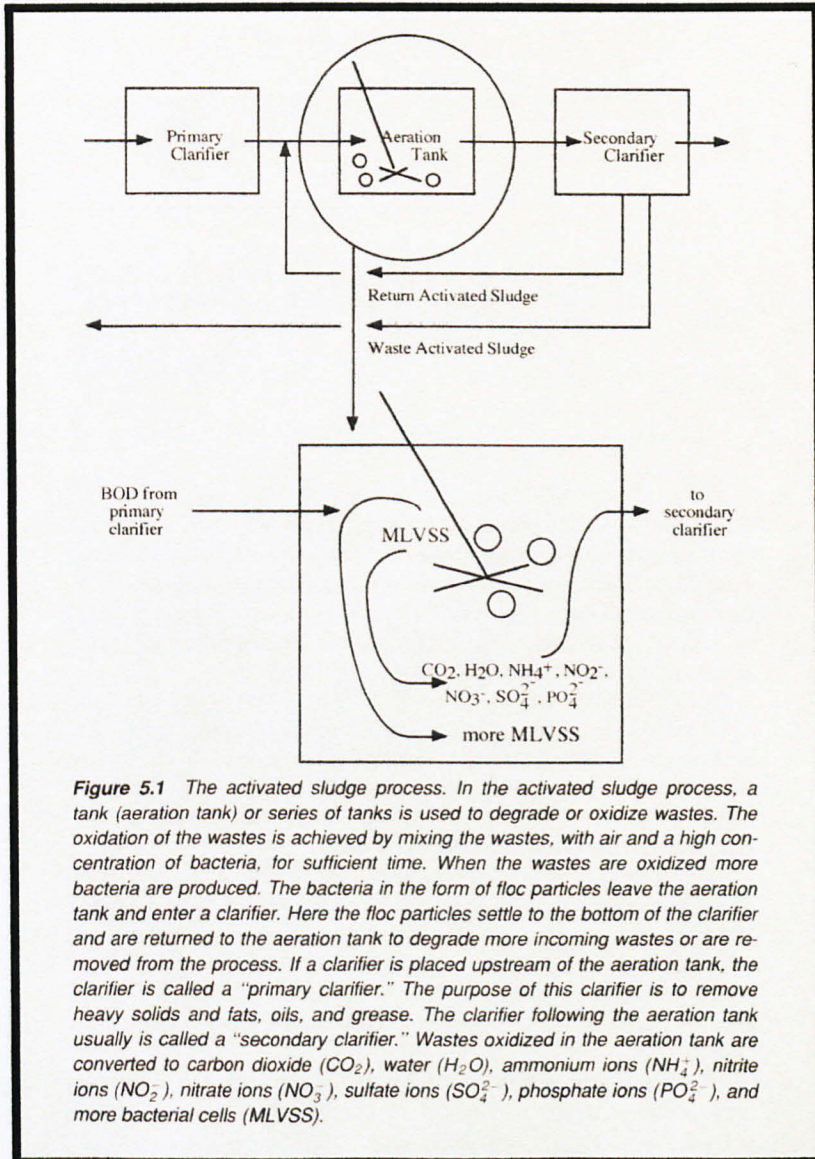 Primary
Clarifier
Aeration
Tank
Secondary
Clarifier
Return Activated Sludge
Waste Activated Sludge
BOD from
primary
clarifier
MLVSS
to
secondary
clarifier
CO2, H2O, NH4+, NO2-,
NO3-, SO4 2-, PO4 2-
more MLVSS
Figure 5.1 The activated sludge process. In the activated sludge process, a
tank (aeration tank) or series of tanks is used to degrade or oxidize wastes. The
oxidation of the wastes is achieved by mixing the wastes, with air and a high con-
centration of bacteria, for sufficient time. When the wastes are oxidized more
bacteria are produced. The bacteria in the form of floc particles leave the aeration
tank and enter a clarifier. Here the floc particles settle to the bottom of the clarifier
and are returned to the aeration tank to degrade more incoming wastes or are re-
moved from the process. If a clarifier is placed upstream of the aeration tank, the
clarifier is called a “primary clarifier.” The purpose of this clarifier is to remove
heavy solids and fats, oils, and grease. The clarifier following the aeration tank
usually is called a “secondary clarifier.” Wastes oxidized in the aeration tank are
converted to carbon dioxide (CO₂), water (H₂O), ammonium ions (NH₄⁺), nitrite
ions (NO₂⁻), nitrate ions (NO₃⁻), sulfate ions (SO₄²⁻), phosphate ions (PO₄²⁻), and
more bacterial cells (MLVSS).